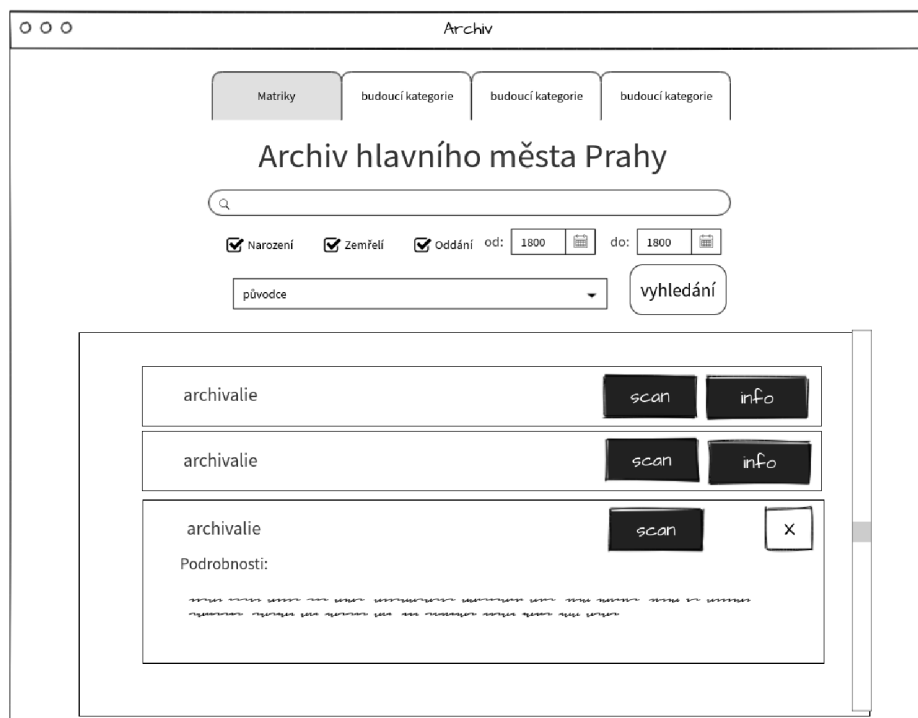 Archiv
Matriky budoucí kategorie budoucí kategorie budoucí kategorie
Archiv hlavního města Prahy
Narození Zemřelí Oddání od: 1800 do: 1800
původce vyhledání
archivalie scan info
archivalie scan info
archivalie scan X
Podrobnosti: